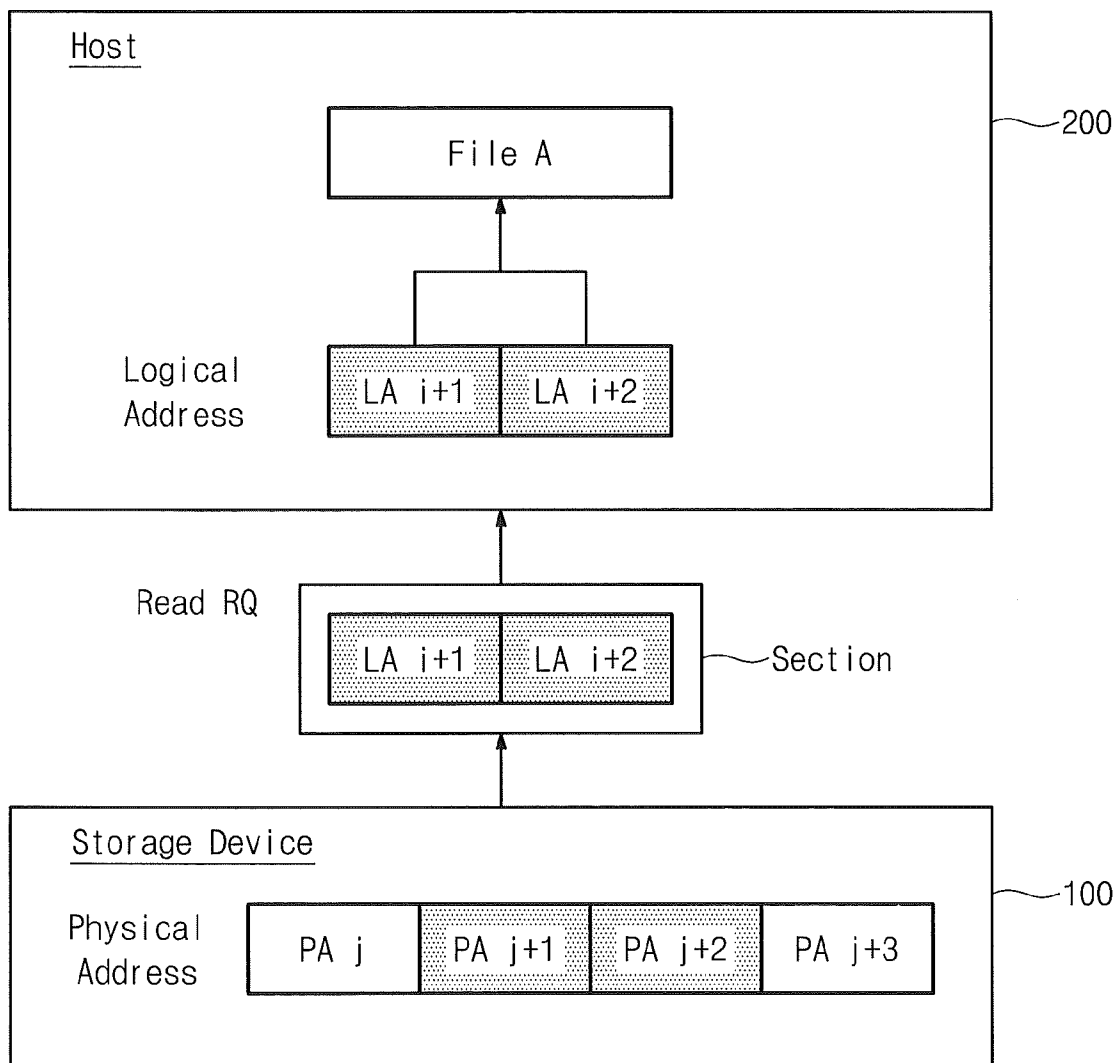 Host
200
File A
Logical
Address
LA i+1 LA i+2
Read RQ
LA i+1 LA i+2
Section
Storage Device
100
Physical
Address
PA j PA j+1 PA j+2 PA j+3